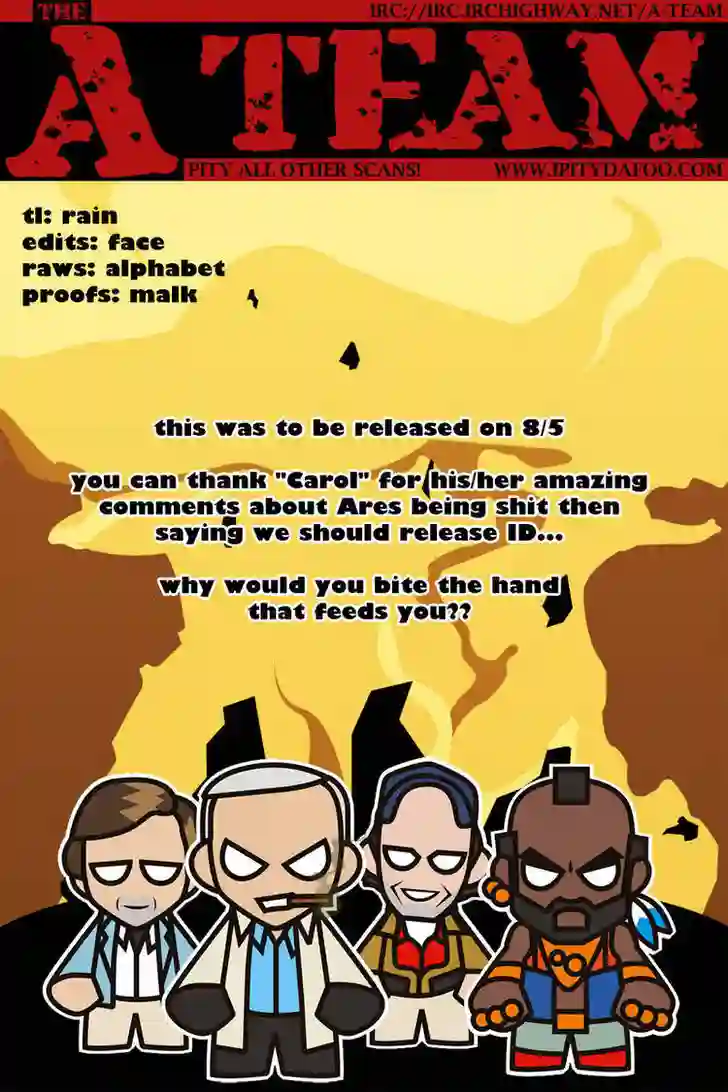 THE
IRC://IRC.IRCHIGHWAY.NET/A-TEAM
A TEAM
PITY ALL OTHER SCANS!
WWW.IPITYDAFOO.COM
tl: rain
edits: face
raws: alphabet
proofs: malk
this was to be released on 8/5
you can thank "Carol" for his/her amazing
comments about Ares being shit then
saying we should release ID...
why would you bite the hand
that feeds you??